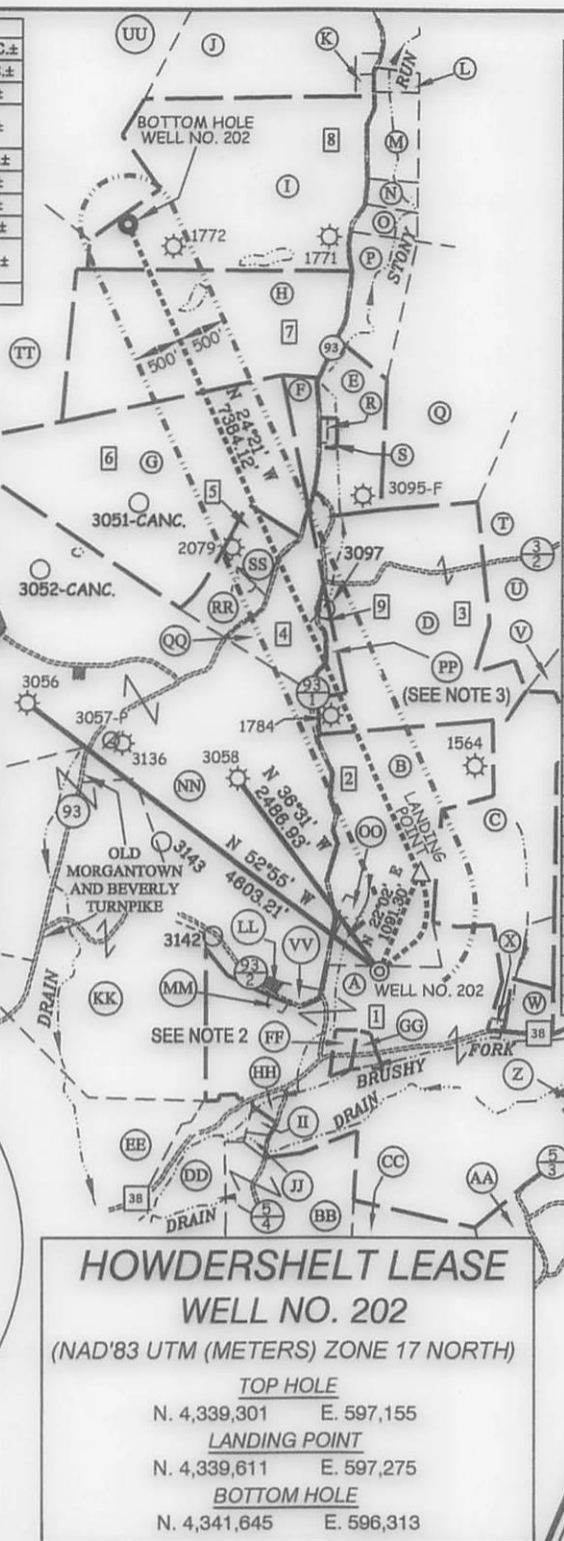 C.±
.±
±
±
±
±
±
±
±
UU
J
K
L
RUN
BOTTOM HOLE
WELL NO. 202
8
M
I
N
O
1772
1771
P
STONY
H
TT
7
93
500'
500'
F
E
R
Q
N 24°21' W
7384.12'
6
G
S
5
3095-F
3051-CANC.
T
2079
3097
3
2
SS
3052-CANC.
9
U
RR
D
3
QQ
4
V
PP
93
1
(SEE NOTE 3)
3056
1784
3057-P
1564
3136
B
3058
2
NN
LANDING
POINT
C
N 36°31' W
2486.93'
93
OO
OLD
MORGANTOWN
AND BEVERLY
TURNPIKE
3143
N 52°55' W
4603.21'
N 22°02' E
1091.30'
3142
LL
X
93
2
VV
DRAIN
KK
MM
A
WELL NO. 202
W
1
SEE NOTE 2
FF
GG
38
FORK
BRUSHY
HH
Z
DRAIN
II
EE
5
3
DD
JJ
CC
AA
38
5
4
BB
DRAIN
HOWDERSHELT LEASE
WELL NO. 202
(NAD'83 UTM (METERS) ZONE 17 NORTH)
TOP HOLE
N. 4,339,301 E. 597,155
LANDING POINT
N. 4,339,611 E. 597,275
BOTTOM HOLE
N. 4,341,645 E. 596,313